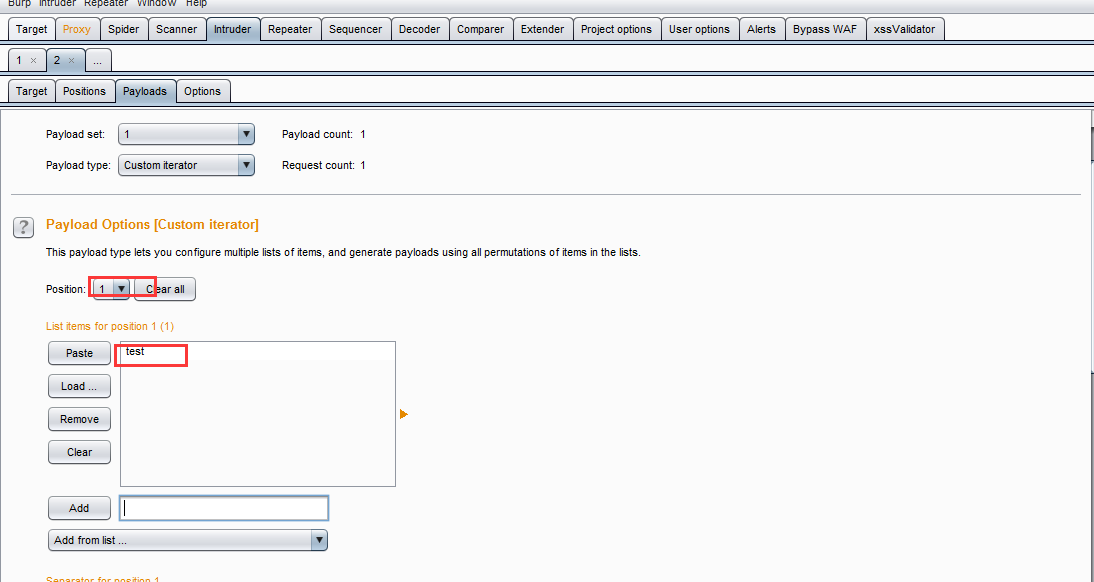 Burp Intruder Repeater Window Help
Target Proxy Spider Scanner Intruder Repeater Sequencer Decoder Comparer Extender Project options User options Alerts Bypass WAF xssValidator
1 × 2 × ...
Target Positions Payloads Options
Payload set: 1 Payload count: 1
Payload type: Custom iterator Request count: 1
? Payload Options [Custom iterator]
This payload type lets you configure multiple lists of items, and generate payloads using all permutations of items in the lists.
Position: 1 Clear all
List items for position 1 (1)
Paste test
Load ...
Remove
Clear
Add
Add from list ...
Separator for position 1